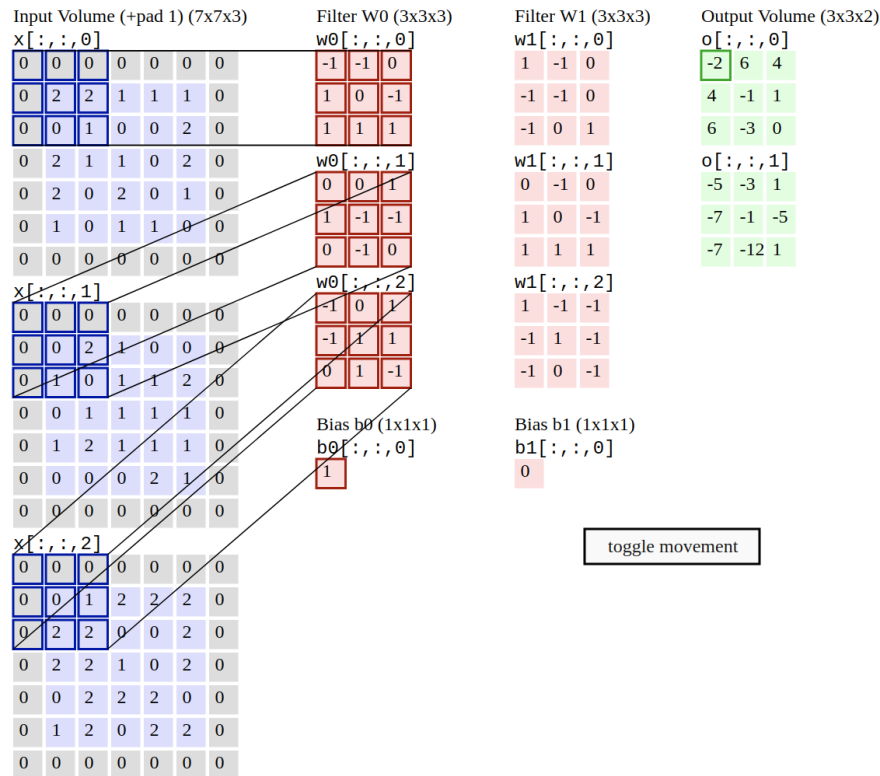 Input Volume (+pad 1) (7x7x3)
x[:,:,0]
0 0 0 0 0 0 0
0 2 2 1 1 1 0
0 0 1 0 0 2 0
0 2 1 1 0 2 0
0 2 0 2 0 1 0
0 1 0 1 1 0 0
0 0 0 0 0 0 0
x[:,:,1]
0 0 0 0 0 0 0
0 0 2 1 0 0 0
0 1 0 1 1 2 0
0 0 1 1 1 1 0
0 1 2 1 1 1 0
0 0 0 0 2 1 0
0 0 0 0 0 0 0
x[:,:,2]
0 0 0 0 0 0 0
0 0 1 2 2 2 0
0 2 2 0 0 2 0
0 2 2 1 0 2 0
0 0 2 2 2 0 0
0 1 2 0 2 2 0
0 0 0 0 0 0 0
Filter W0 (3x3x3)
w0[:,:,0]
-1 -1 0
1 0 -1
1 1 1
w0[:,:,1]
0 0 1
1 -1 -1
0 -1 0
w0[:,:,2]
-1 0 1
-1 1 1
0 1 -1
Bias b0 (1x1x1)
b0[:,:,0]
1
Filter W1 (3x3x3)
w1[:,:,0]
1 -1 0
-1 -1 0
-1 0 1
w1[:,:,1]
0 -1 0
1 0 -1
1 1 1
w1[:,:,2]
1 -1 -1
-1 1 -1
-1 0 -1
Bias b1 (1x1x1)
b1[:,:,0]
0
Output Volume (3x3x2)
o[:,:,0]
-2 6 4
4 -1 1
6 -3 0
o[:,:,1]
-5 -3 1
-7 -1 -5
-7 -12 1
toggle movement